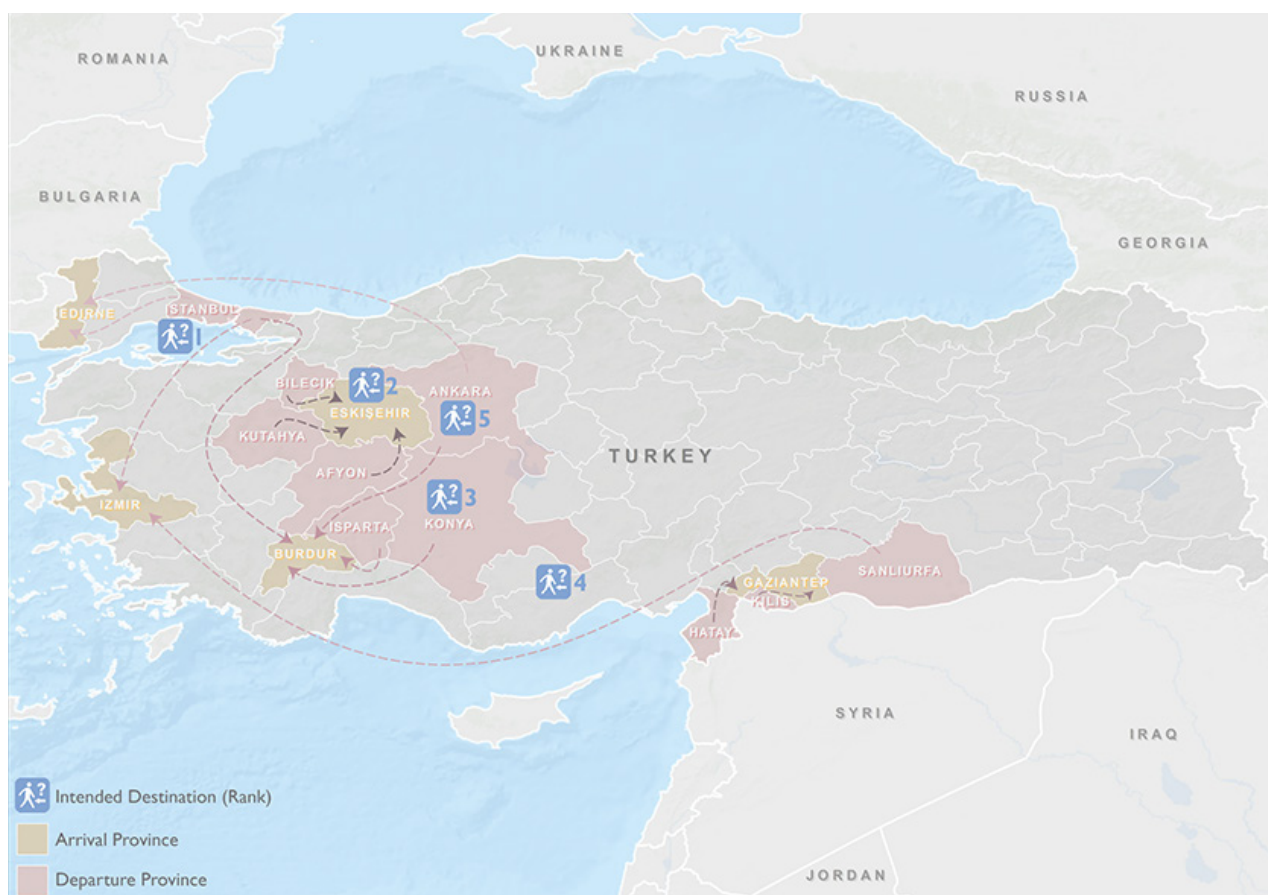 ROMANIA
UKRAINE
RUSSIA
BULGARIA
GEORGIA
EDIRNE
ISTANBUL
1
BILECIK
2
ANKARA
ESKIŞEHIR
5
KUTAHYA
TURKEY
AFYON
3
IZMIR
ISPARTA
KONYA
BURDUR
4
GAZIANTEP
SANLIURFA
KILIS
HATAY
SYRIA
IRAQ
Intended Destination (Rank)
Arrival Province
Departure Province
JORDAN